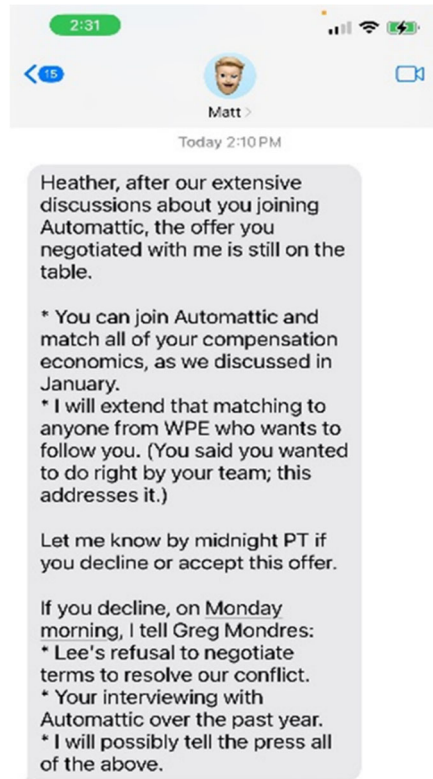 2:31
15
Matt
Today 2:10 PM
Heather, after our extensive
discussions about you joining
Automattic, the offer you
negotiated with me is still on the
table.
* You can join Automattic and
match all of your compensation
economics, as we discussed in
January.
* I will extend that matching to
anyone from WPE who wants to
follow you. (You said you wanted
to do right by your team; this
addresses it.)
Let me know by midnight PT if
you decline or accept this offer.
If you decline, on Monday
morning, I tell Greg Mondres:
* Lee's refusal to negotiate
terms to resolve our conflict.
* Your interviewing with
Automattic over the past year.
* I will possibly tell the press all
of the above.